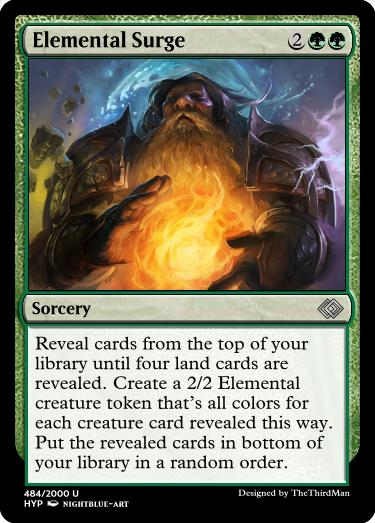 Elemental Surge 2
Sorcery
Reveal cards from the top of your
library until four land cards are
revealed. Create a 2/2 Elemental
creature token that's all colors for
each creature card revealed this way.
Put the revealed cards in bottom of
your library in a random order.
484/2000 U
HYP NIGHTBLUE-ART Designed by TheThirdMan